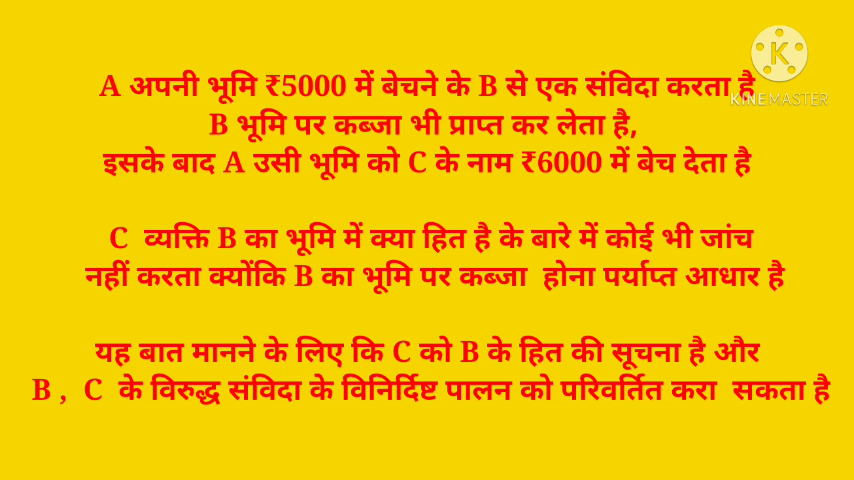 A अपनी भूमि ₹5000 में बेचने के B से एक संविदा करता है
KINEMASTER
B भूमि पर कब्जा भी प्राप्त कर लेता है,
इसके बाद A उसी भूमि को C के नाम ₹6000 में बेच देता है
C व्यक्ति B का भूमि में क्या हित है के बारे में कोई भी जांच
नहीं करता क्योंकि B का भूमि पर कब्जा होना पर्याप्त आधार है
यह बात मानने के लिए कि C को B के हित की सूचना है और
B , C के विरुद्ध संविदा के विनिर्दिष्ट पालन को परिवर्तित करा सकता है